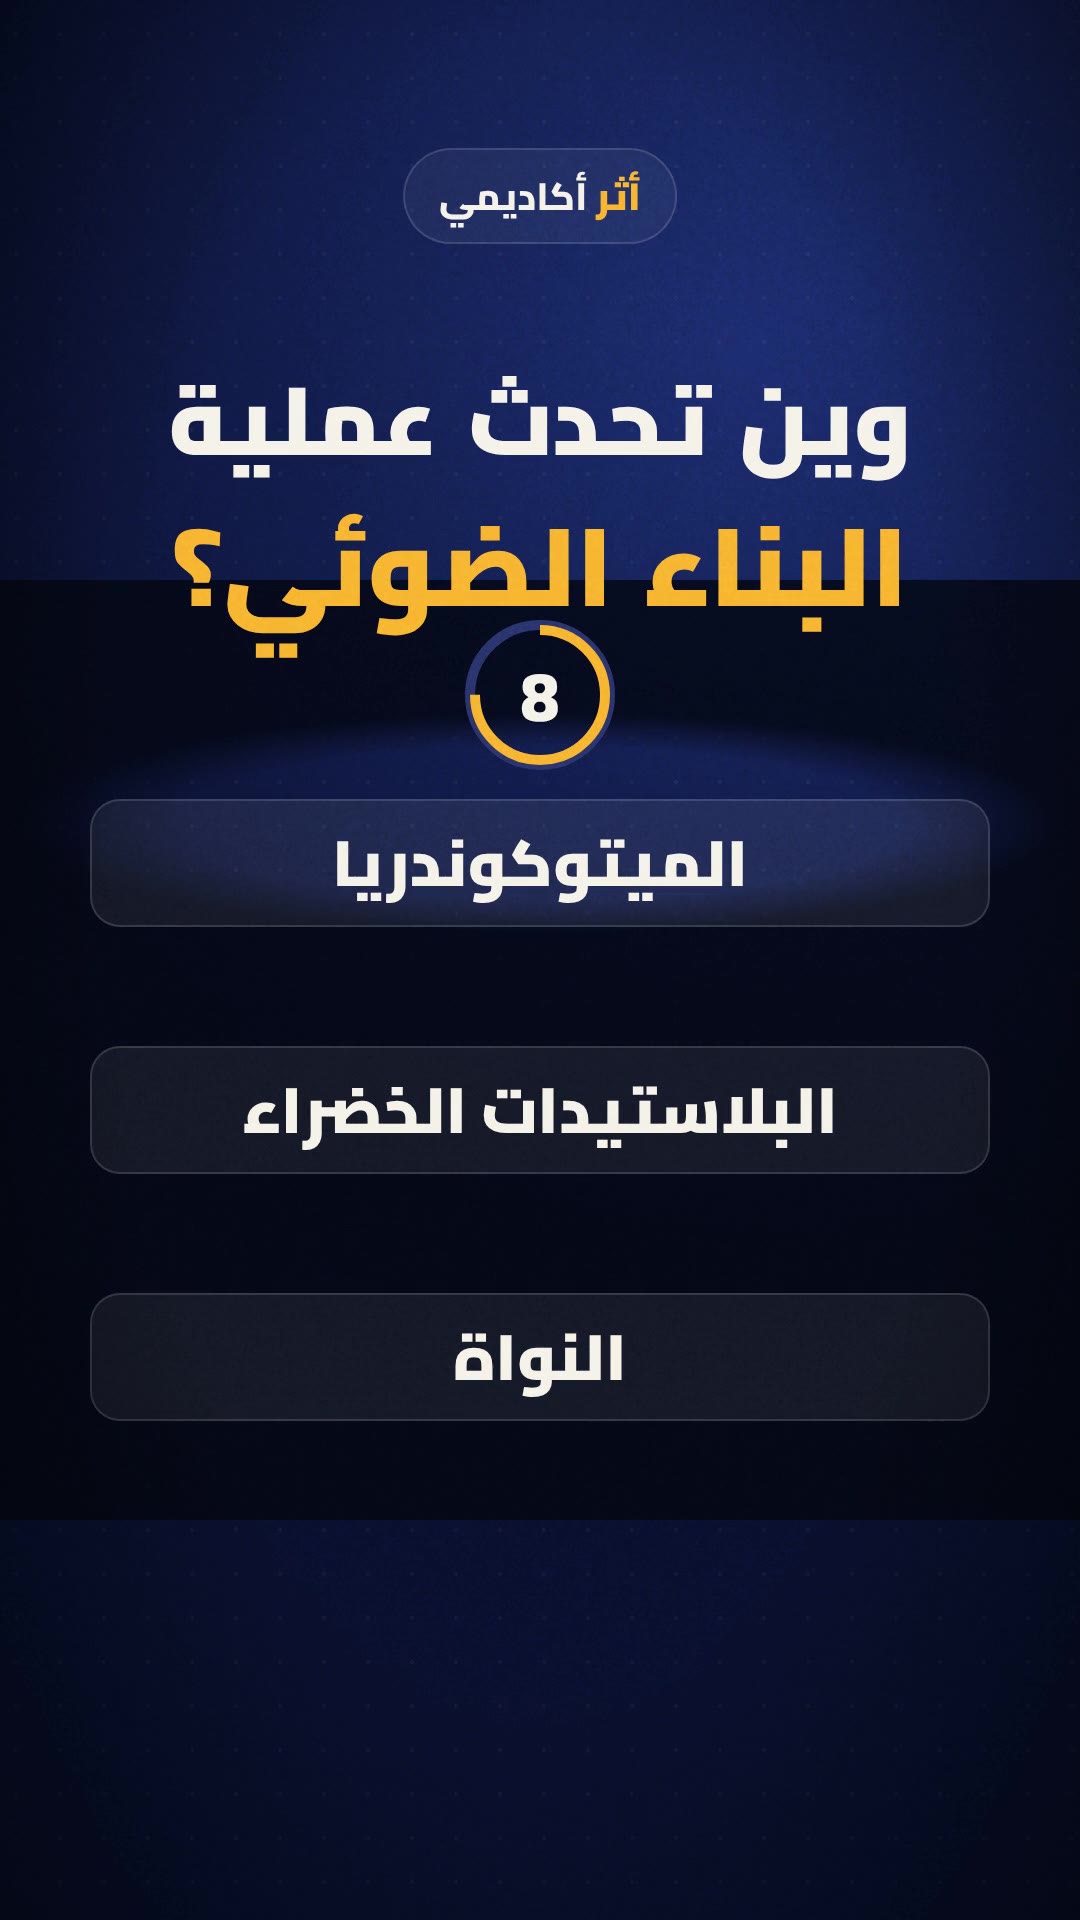 أثر أكاديمي
وين تحدث عملية
البناء الضوئي؟
8
الميتوكوندريا
البلاستيدات الخضراء
النواة